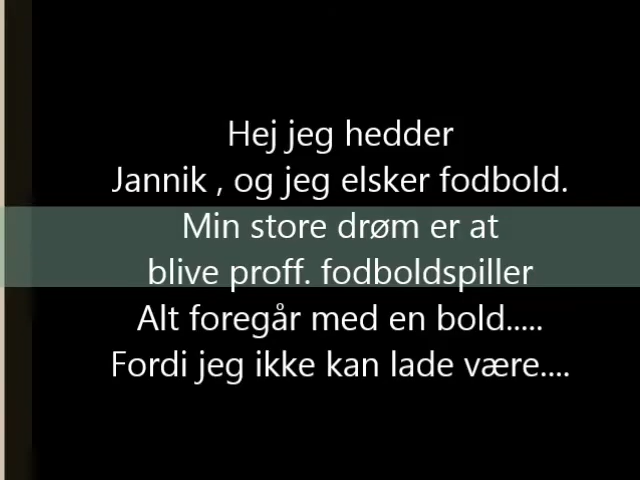 Hej jeg hedder
Jannik , og jeg elsker fodbold.
Min store drøm er at
blive proff. fodboldspiller
Alt foregår med en bold.....
Fordi jeg ikke kan lade være....